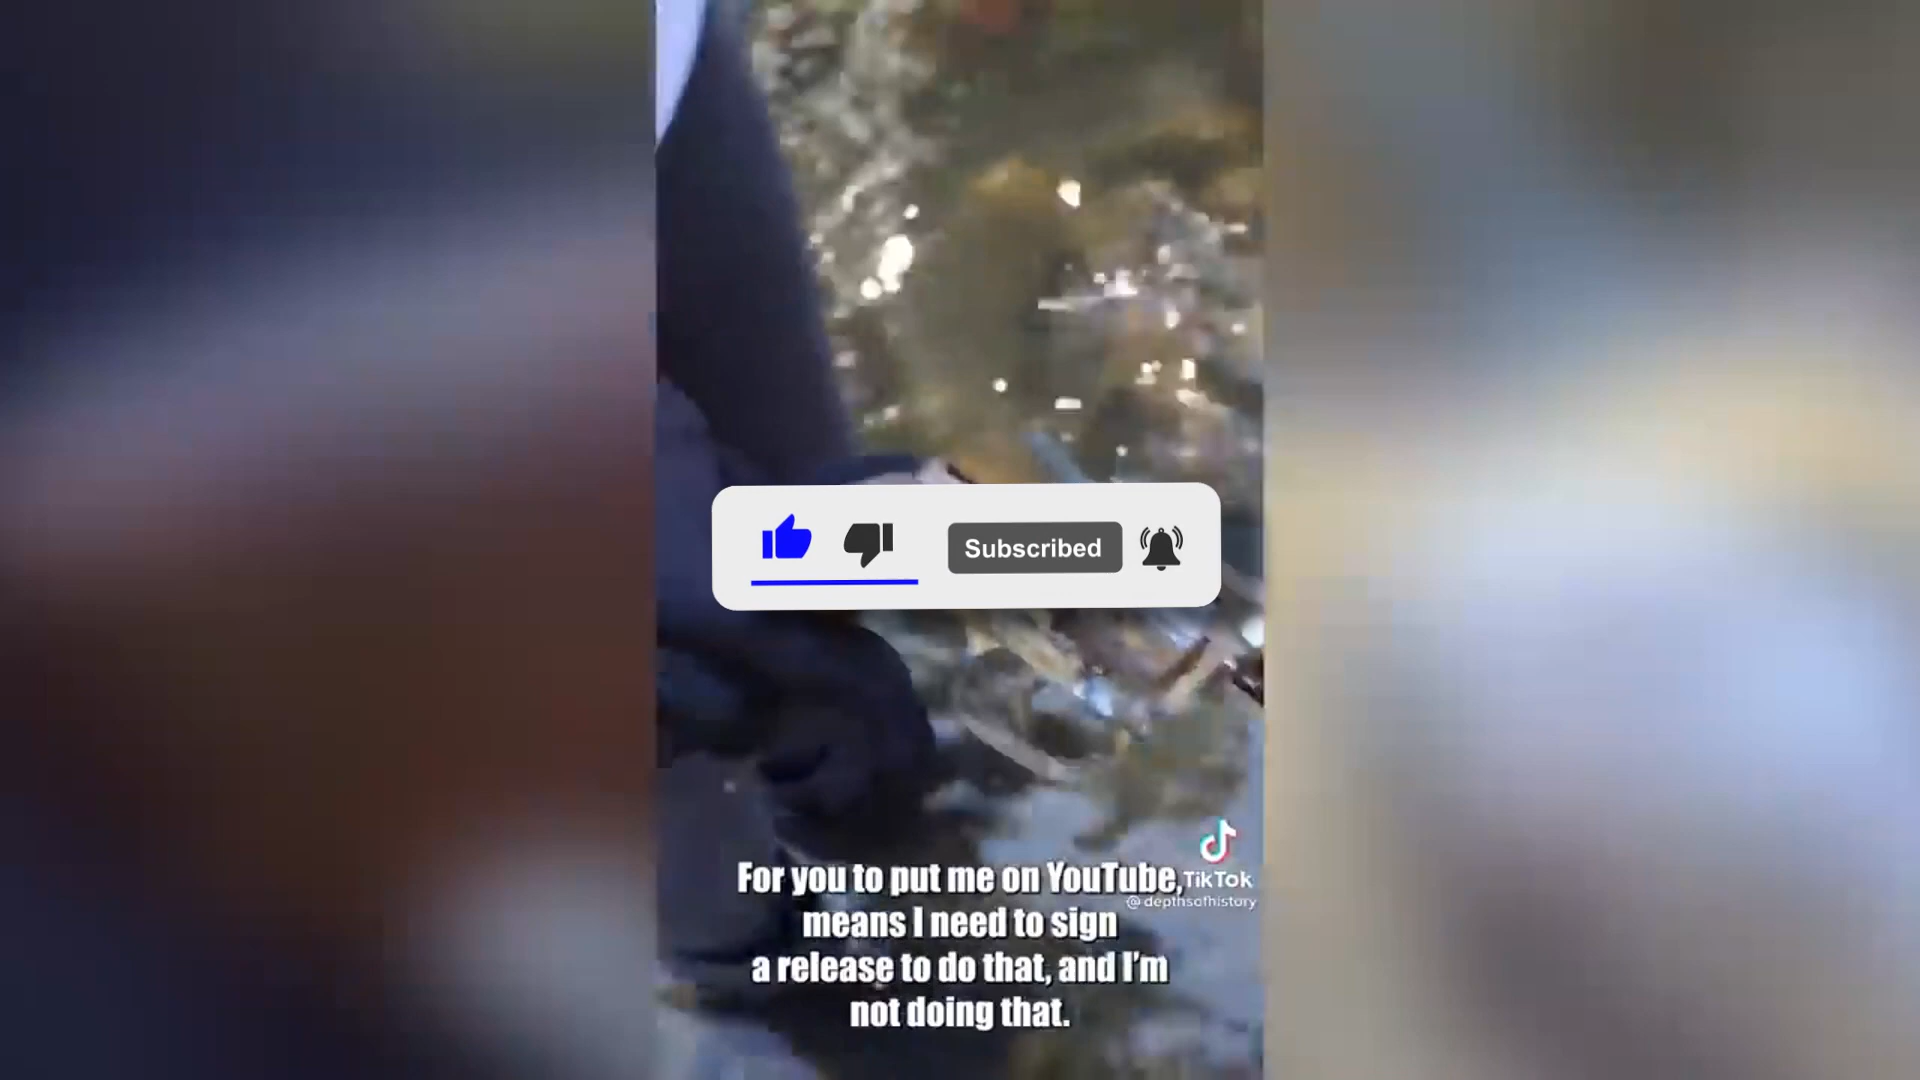 Subscribed
For you to put me on YouTube,
TikTok
@depthsofhistory
means I need to sign
a release to do that, and I'm
not doing that.